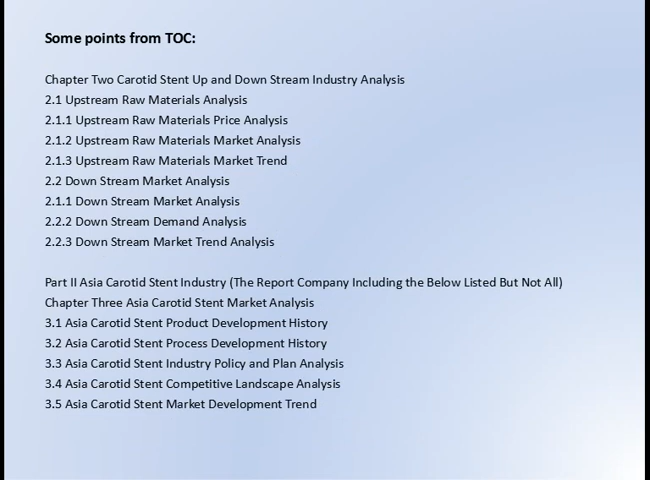 Some points from TOC:
Chapter Two Carotid Stent Up and Down Stream Industry Analysis
2.1 Upstream Raw Materials Analysis
2.1.1 Upstream Raw Materials Price Analysis
2.1.2 Upstream Raw Materials Market Analysis
2.1.3 Upstream Raw Materials Market Trend
2.2 Down Stream Market Analysis
2.1.1 Down Stream Market Analysis
2.2.2 Down Stream Demand Analysis
2.2.3 Down Stream Market Trend Analysis
Part II Asia Carotid Stent Industry (The Report Company Including the Below Listed But Not All)
Chapter Three Asia Carotid Stent Market Analysis
3.1 Asia Carotid Stent Product Development History
3.2 Asia Carotid Stent Process Development History
3.3 Asia Carotid Stent Industry Policy and Plan Analysis
3.4 Asia Carotid Stent Competitive Landscape Analysis
3.5 Asia Carotid Stent Market Development Trend